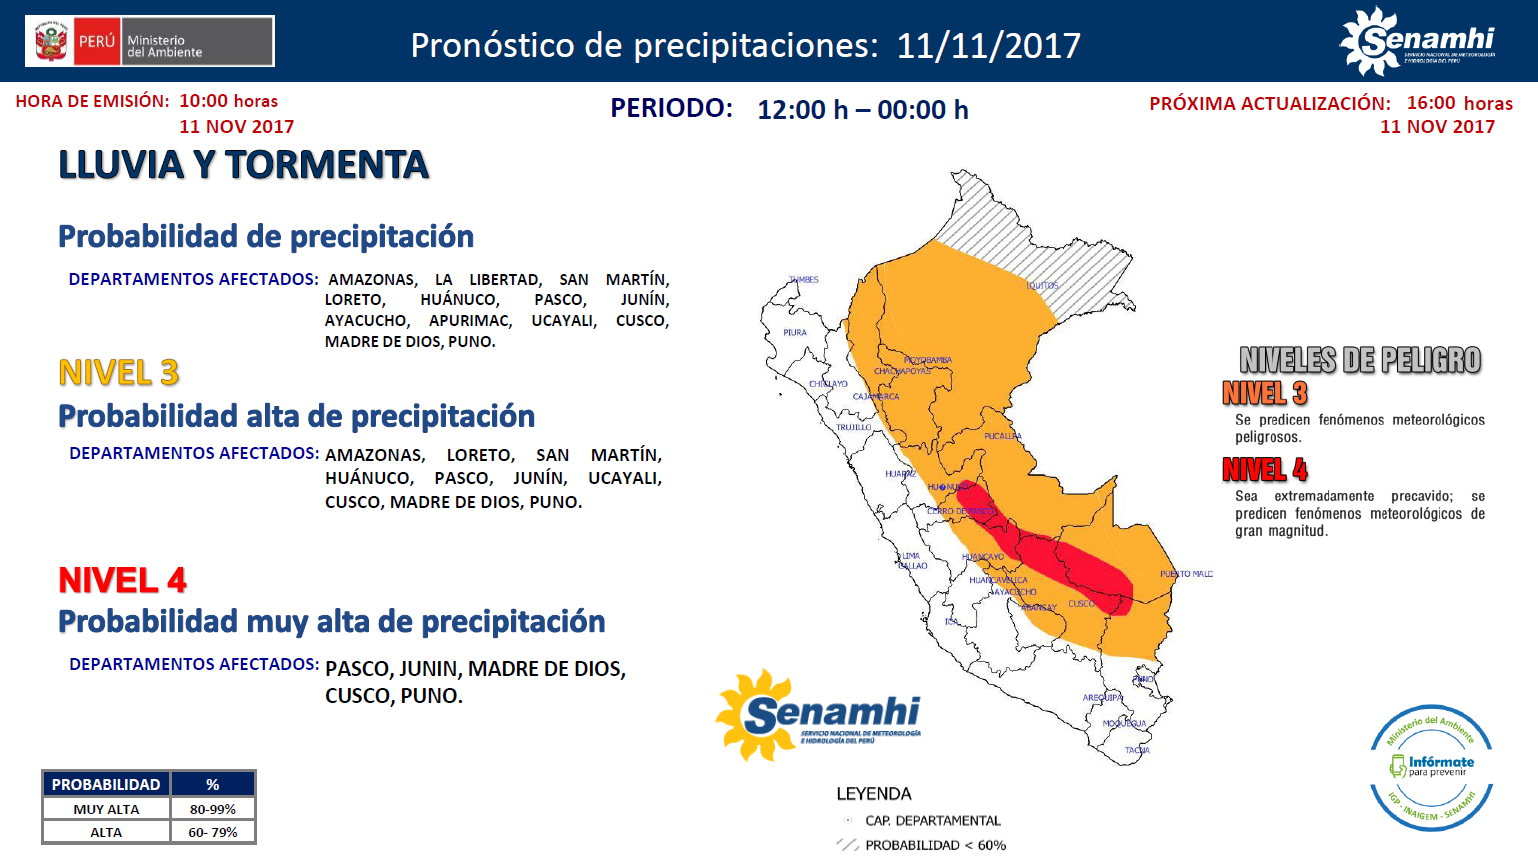 PERÚ
Ministerio
del Ambiente
Pronóstico de precipitaciones: 11/11/2017
Senamhi
SERVICIO NACIONAL DE METEOROLOGÍA
E HIDROLOGÍA DEL PERÚ
HORA DE EMISIÓN: 10:00 horas
11 NOV 2017
PERIODO: 12:00 h – 00:00 h
PRÓXIMA ACTUALIZACIÓN: 16:00 horas
11 NOV 2017
LLUVIA Y TORMENTA
Probabilidad de precipitación
DEPARTAMENTOS AFECTADOS: AMAZONAS, LA LIBERTAD, SAN MARTÍN,
LORETO, HUÁNUCO, PASCO, JUNÍN,
AYACUCHO, APURIMAC, UCAYALI, CUSCO,
MADRE DE DIOS, PUNO.
NIVEL 3
Probabilidad alta de precipitación
DEPARTAMENTOS AFECTADOS: AMAZONAS, LORETO, SAN MARTÍN,
HUÁNUCO, PASCO, JUNÍN, UCAYALI,
CUSCO, MADRE DE DIOS, PUNO.
NIVEL 4
Probabilidad muy alta de precipitación
DEPARTAMENTOS AFECTADOS: PASCO, JUNIN, MADRE DE DIOS,
CUSCO, PUNO.
PROBABILIDAD %
MUY ALTA 80-99%
ALTA 60- 79%
TUMBES
IQUITOS
PIURA
MOYOBAMBA
CHACHAPOYAS
CHICLAYO
CAJAMARCA
TRUJILLO
PUCALLPA
HUARAZ
HU�NUCO
CERRO DE PASCO
LIMA
CALLAO
HUANCAYO
HUANCAVELICA
AYACUCHO
ABANCAY
CUSCO
PUERTO MALD
ICA
PUNO
AREQUIPA
MOQUEGUA
TACNA
NIVELES DE PELIGRO
NIVEL 3
Se predicen fenómenos meteorológicos
peligrosos.
NIVEL 4
Sea extremadamente precavido; se
predicen fenómenos meteorológicos de
gran magnitud.
Senamhi
SERVICIO NACIONAL DE METEOROLOGÍA
E HIDROLOGÍA DEL PERÚ
LEYENDA
CAP. DEPARTAMENTAL
PROBABILIDAD < 60%
Ministerio del Ambiente
Infórmate
para prevenir
IGP - INAIGEM - SENAMHI